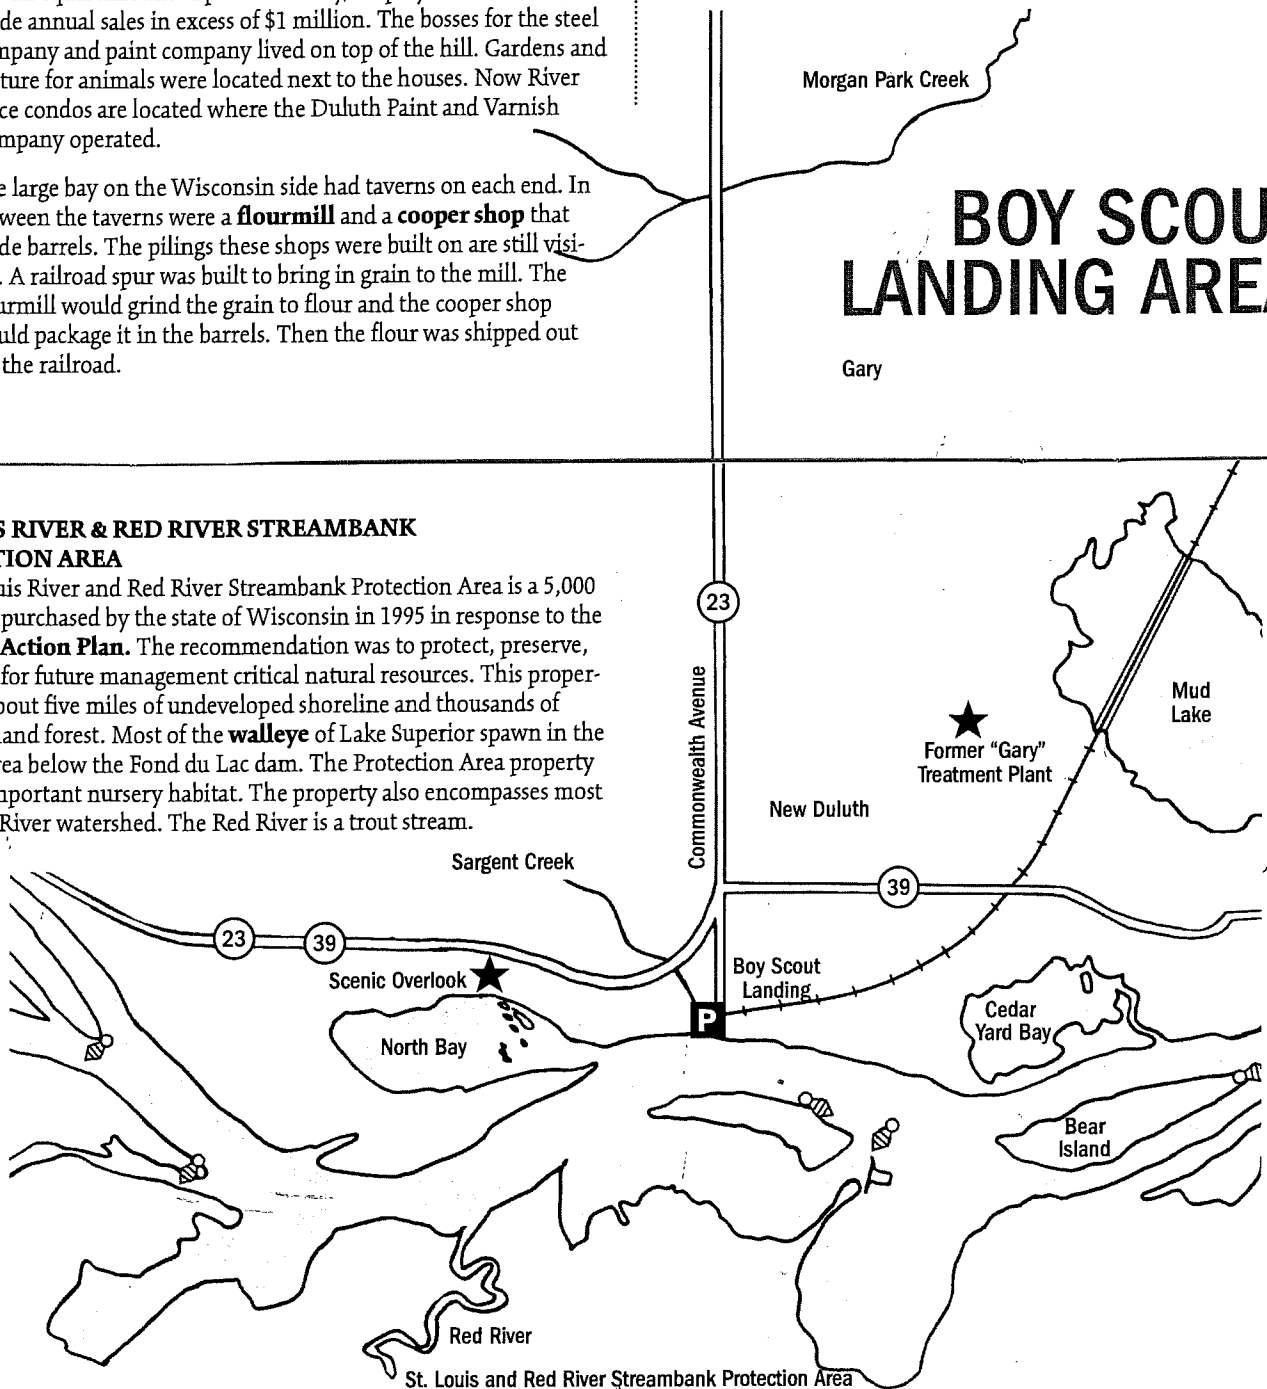 de annual sales in excess of $1 million. The bosses for the steel
mpany and paint company lived on top of the hill. Gardens and
ture for animals were located next to the houses. Now River
ce condos are located where the Duluth Paint and Varnish
mpany operated.
e large bay on the Wisconsin side had taverns on each end. In
ween the taverns were a flourmill and a cooper shop that
de barrels. The pilings these shops were built on are still visi-
. A railroad spur was built to bring in grain to the mill. The
urmill would grind the grain to flour and the cooper shop
uld package it in the barrels. Then the flour was shipped out
the railroad.
Morgan Park Creek
BOY SCOU
LANDING AREA
Gary
S RIVER & RED RIVER STREAMBANK
TION AREA
uis River and Red River Streambank Protection Area is a 5,000
purchased by the state of Wisconsin in 1995 in response to the
Action Plan. The recommendation was to protect, preserve,
for future management critical natural resources. This proper-
bout five miles of undeveloped shoreline and thousands of
land forest. Most of the walleye of Lake Superior spawn in the
rea below the Fond du Lac dam. The Protection Area property
mportant nursery habitat. The property also encompasses most
River watershed. The Red River is a trout stream.
23
Commonwealth Avenue
Mud
Lake
Former "Gary"
Treatment Plant
New Duluth
Sargent Creek
39
23
39
Scenic Overlook
Boy Scout
Landing
P
North Bay
Cedar
Yard Bay
Bear
Island
Red River
St. Louis and Red River Streambank Protection Area